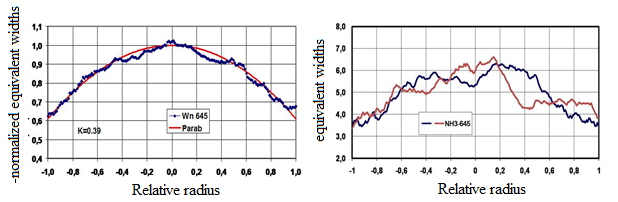 -normalized equivalent widths
1,1
1,0
0,9
0,8
0,7
0,6
0,5
0,4
Wn 645
Parab
K=0.39
-1,0 -0,8 -0,6 -0,4 -0,2 0,0 0,2 0,4 0,6 0,8 1,0
Relative radius
equivalent widths
8,0
7,0
6,0
5,0
4,0
3,0
2,0
NH3-645
-1 -0,8 -0,6 -0,4 -0,2 0 0,2 0,4 0,6 0,8 1
Relative radius